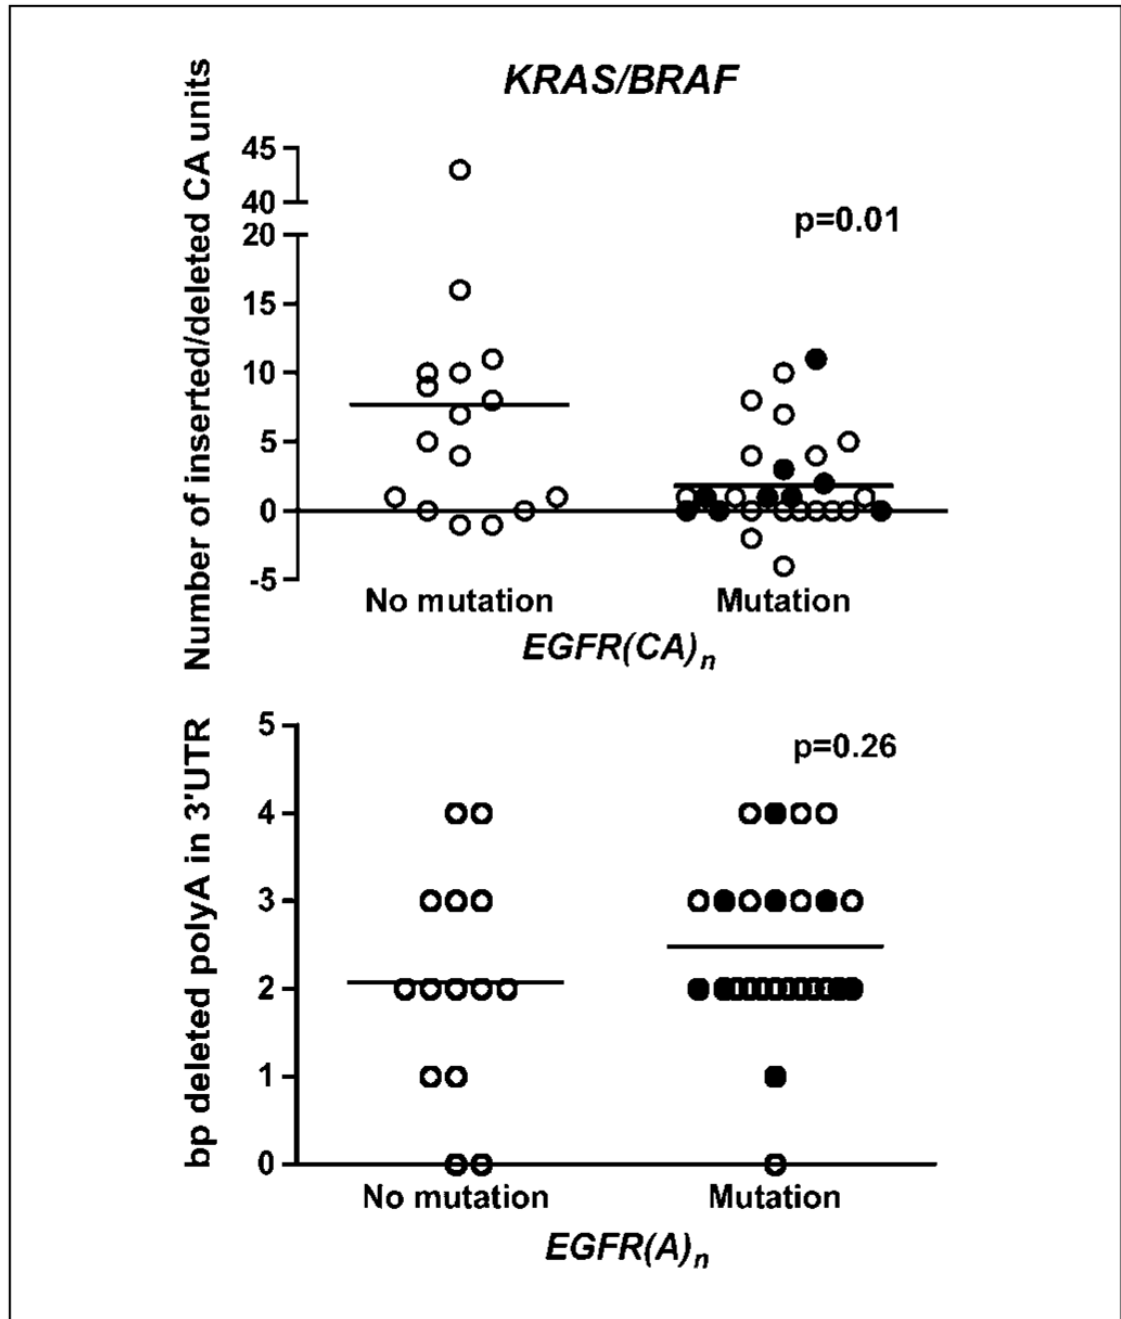 KRAS/BRAF
Number of inserted/deleted CA units
45
40
20
15
10
5
0
-5
p=0.01
No mutation Mutation
EGFR(CA)n
bp deleted polyA in 3'UTR
5
4
3
2
1
0
p=0.26
No mutation Mutation
EGFR(A)n